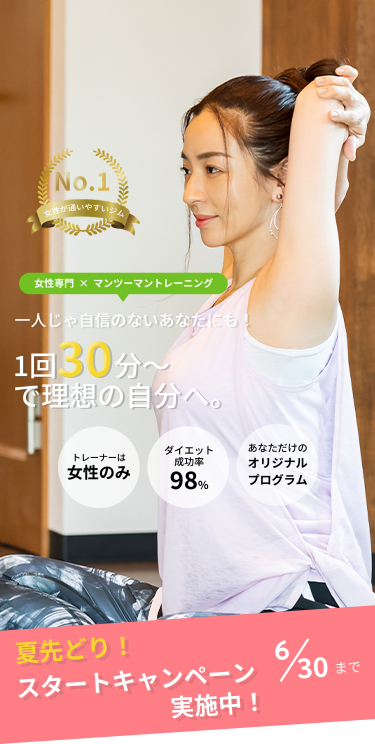 No.1
女性が通いやすいジム
女性専門 × マンツーマントレーニング
一人じゃ自信のないあなたにも！
1回30分〜
で理想の自分へ。
トレーナーは
女性のみ
ダイエット
成功率
98%
あなただけの
オリジナル
プログラム
夏先どり！
スタートキャンペーン
実施中！
6/30 まで